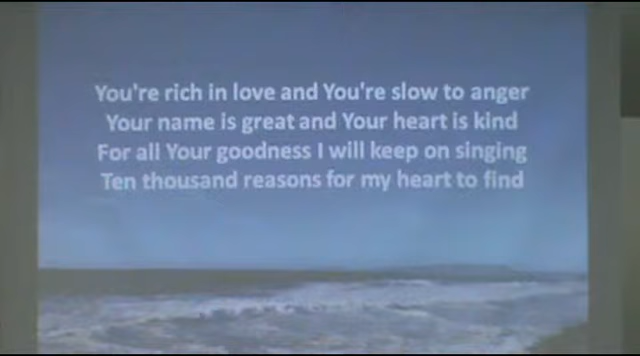 You're rich in love and You're slow to anger
Your name is great and Your heart is kind
For all Your goodness I will keep on singing
Ten thousand reasons for my heart to find